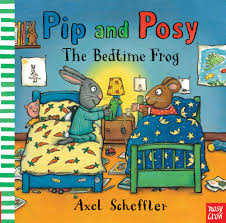 Pip and Posy
The Bedtime Frog
Axel Scheffler
nosy
crow